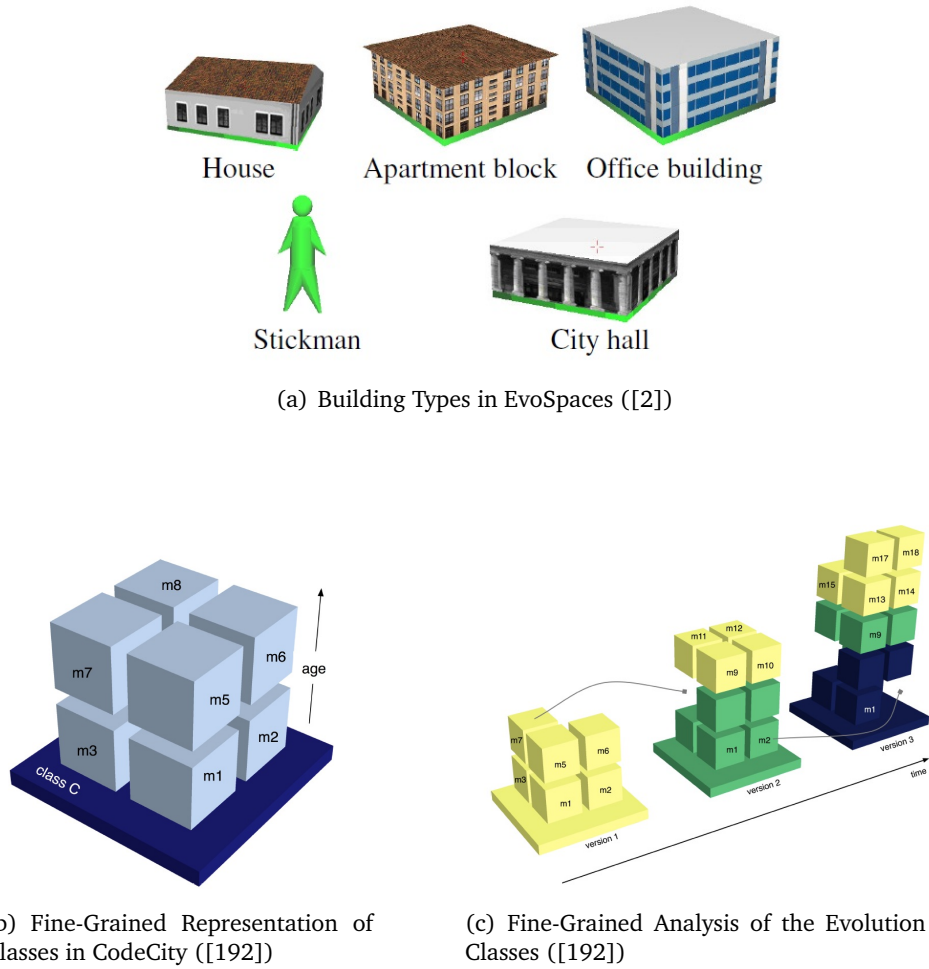 House
Apartment block
Office building
Stickman
City hall
(a) Building Types in EvoSpaces ([2])
m8
m7
m6
m5
m3
m2
m1
age
class C
m7
m5
m6
m3
m1
m2
version 1
m11
m12
m9
m10
m1
m2
version 2
m17
m18
m15
m13
m14
m9
m1
version 3
time
) Fine-Grained Representation of
lasses in CodeCity ([192])
(c) Fine-Grained Analysis of the Evolution
Classes ([192])